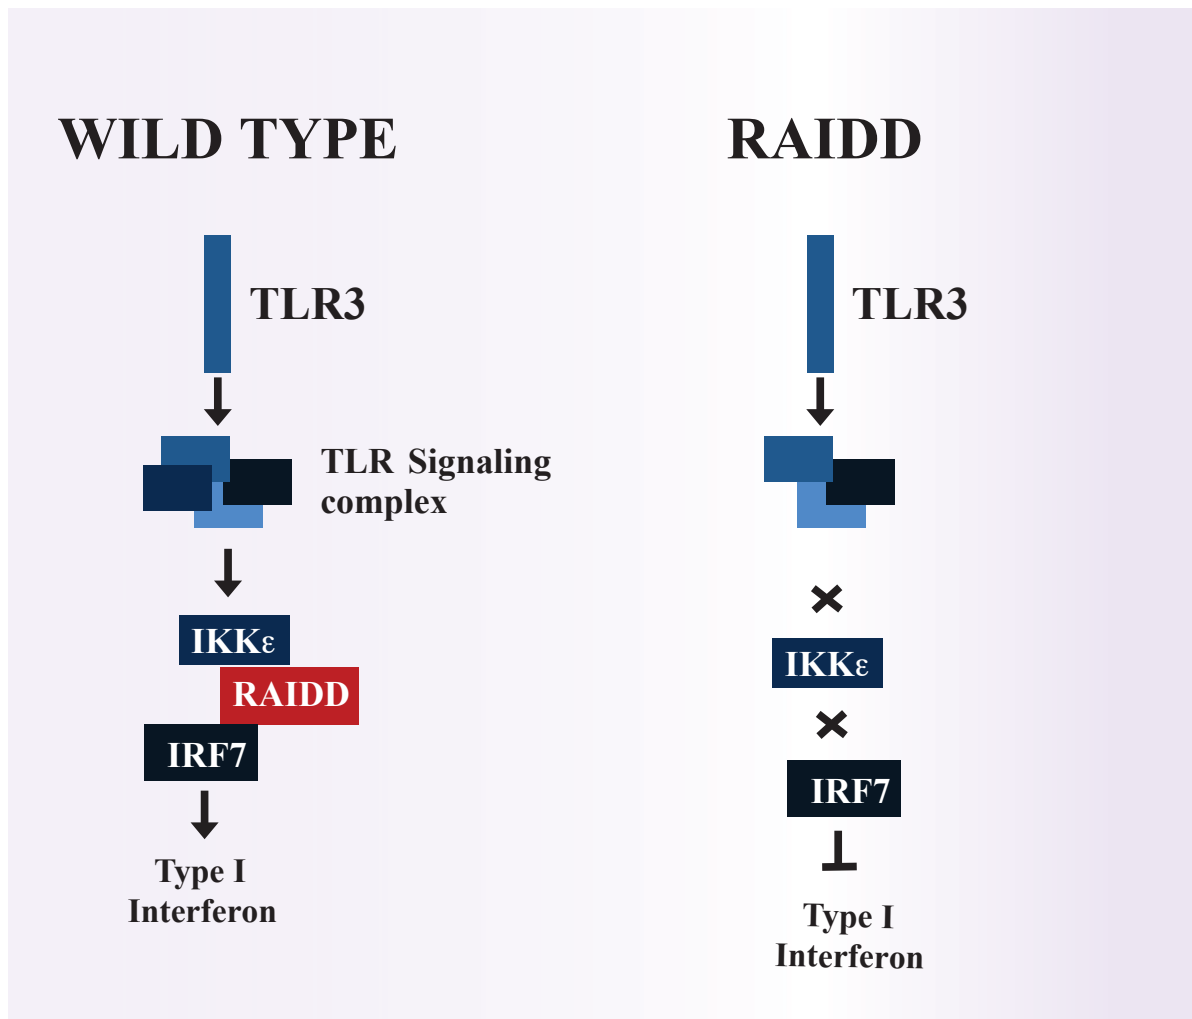 WILD TYPE
TLR3
TLR Signaling
complex
IKKε
RAIDD
IRF7
Type I
Interferon
RAIDD
TLR3
IKKε
IRF7
Type I
Interferon